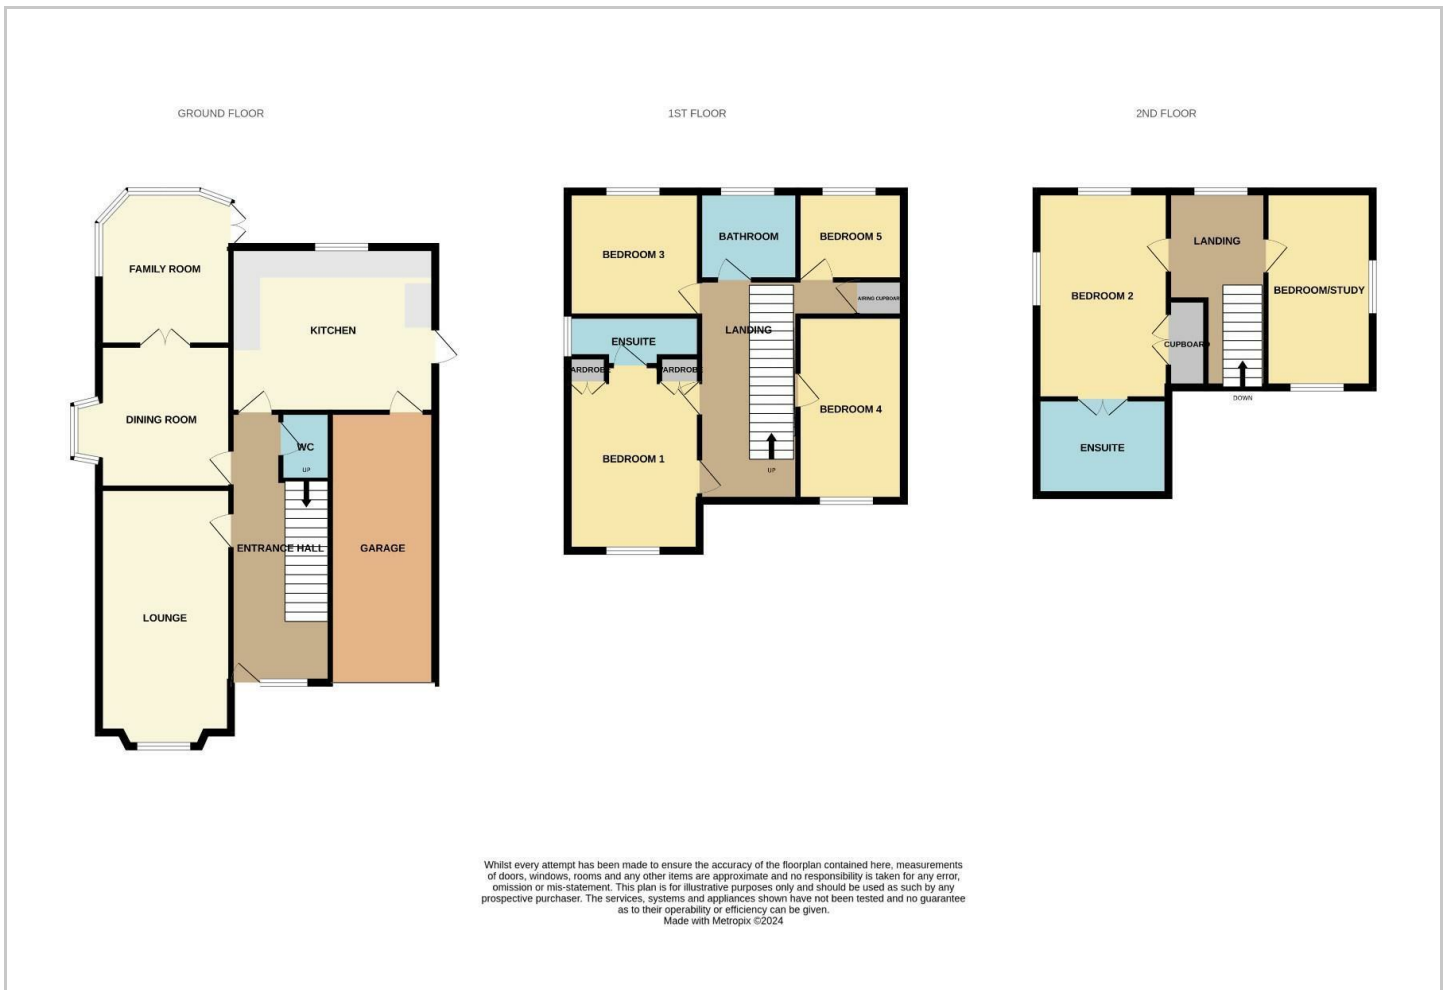 GROUND FLOOR
FAMILY ROOM
KITCHEN
DINING ROOM
WC
UP
ENTRANCE HALL
GARAGE
LOUNGE
1ST FLOOR
BEDROOM 3
BATHROOM
BEDROOM 5
AIRING CUPBOARD
ENSUITE
LANDING
ARDROBE
WARDROBE
BEDROOM 4
BEDROOM 1
UP
2ND FLOOR
LANDING
BEDROOM 2
BEDROOM/STUDY
CUPBOARD
DOWN
ENSUITE
Whilst every attempt has been made to ensure the accuracy of the floorplan contained here, measurements
of doors, windows, rooms and any other items are approximate and no responsibility is taken for any error,
omission or mis-statement. This plan is for illustrative purposes only and should be used as such by any
prospective purchaser. The services, systems and appliances shown have not been tested and no guarantee
as to their operability or efficiency can be given.
Made with Metropix ©2024